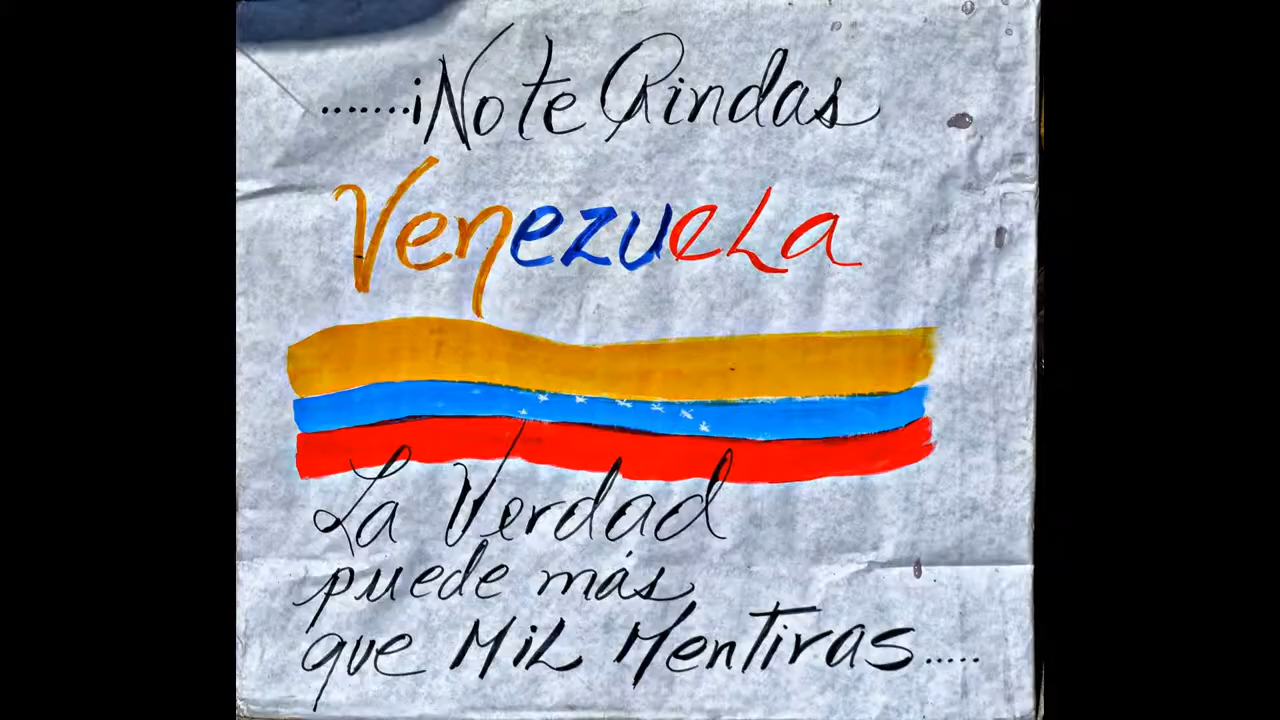 .......¡No te Rindas
Venezuela
La Verdad
puede más
que Mil Mentiras.....